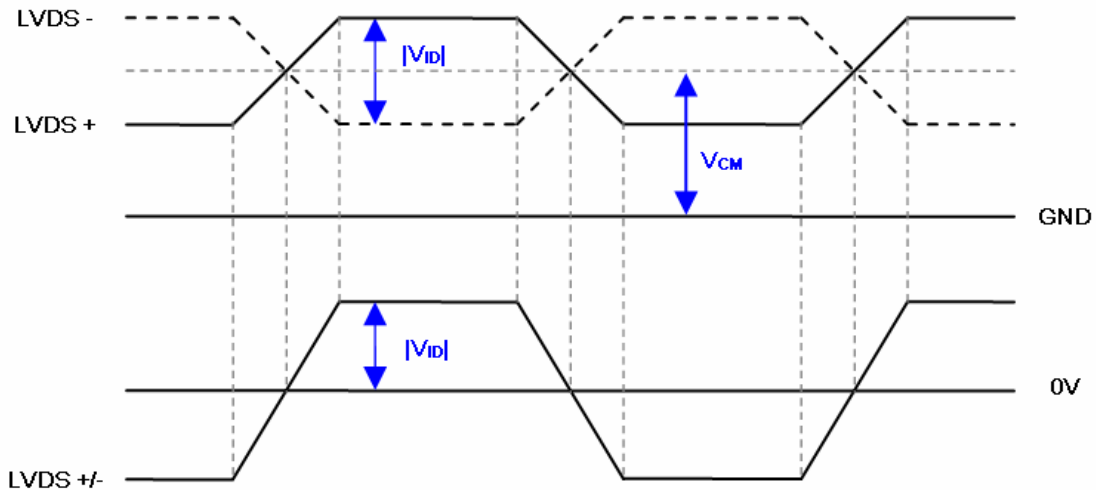 LVDS -
|VID|
LVDS +
VCM
GND
|VID|
0V
LVDS +/-